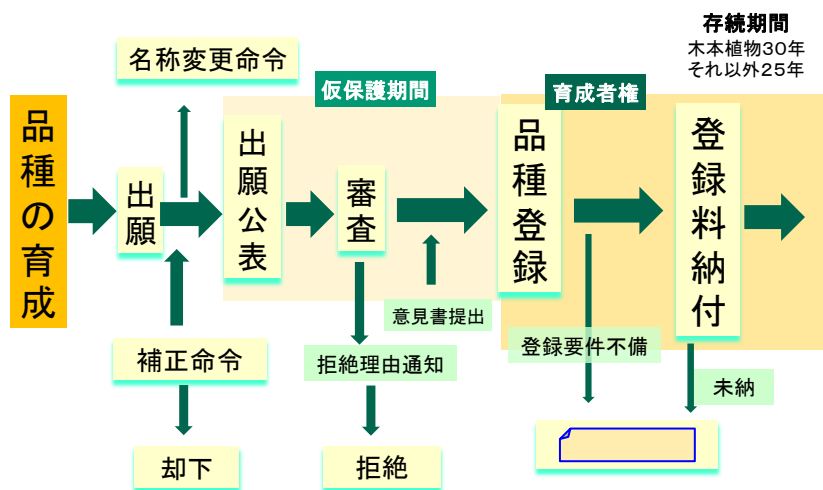 存続期間
木本植物30年
それ以外25年
名称変更命令
仮保護期間
育成者権
品種の育成
出願
出願公表
審査
品種登録
登録料納付
意見書提出
補正命令
拒絶理由通知
登録要件不備
未納
却下
拒絶